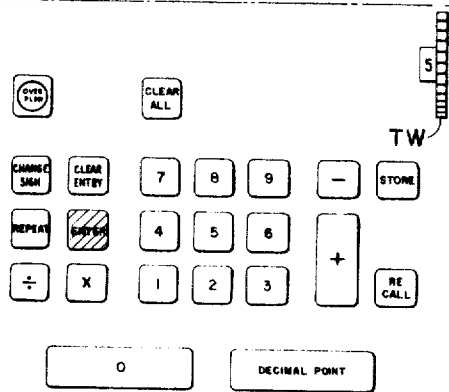 5
OVER FLOW
CLEAR ALL
TW
CHANGE SIGN CLEAR ENTRY 7 8 9 − STORE
REPEAT ENTER 4 5 6 +
÷ X 1 2 3 RE CALL
0 DECIMAL POINT